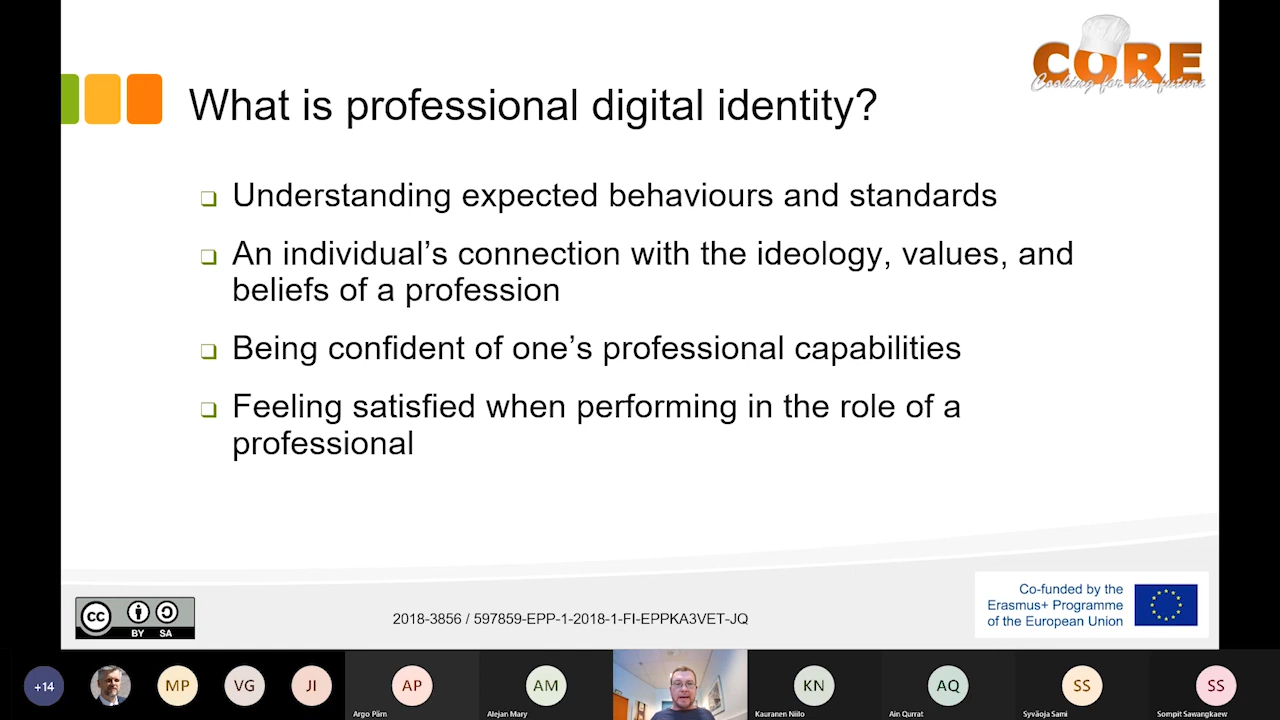 CORE
Cooking for the future
What is professional digital identity?
Understanding expected behaviours and standards
An individual’s connection with the ideology, values, and
beliefs of a profession
Being confident of one’s professional capabilities
Feeling satisfied when performing in the role of a
professional
cc
BY SA
2018-3856 / 597859-EPP-1-2018-1-FI-EPPKA3VET-JQ
Co-funded by the
Erasmus+ Programme
of the European Union
+14
MP
VG
JI
AP
Argo Pärn
AM
Alejan Mary
KN
Kauranen Niilo
AQ
Ain Qurrat
SS
Syväoja Sami
SS
Sompit Sawangkaew